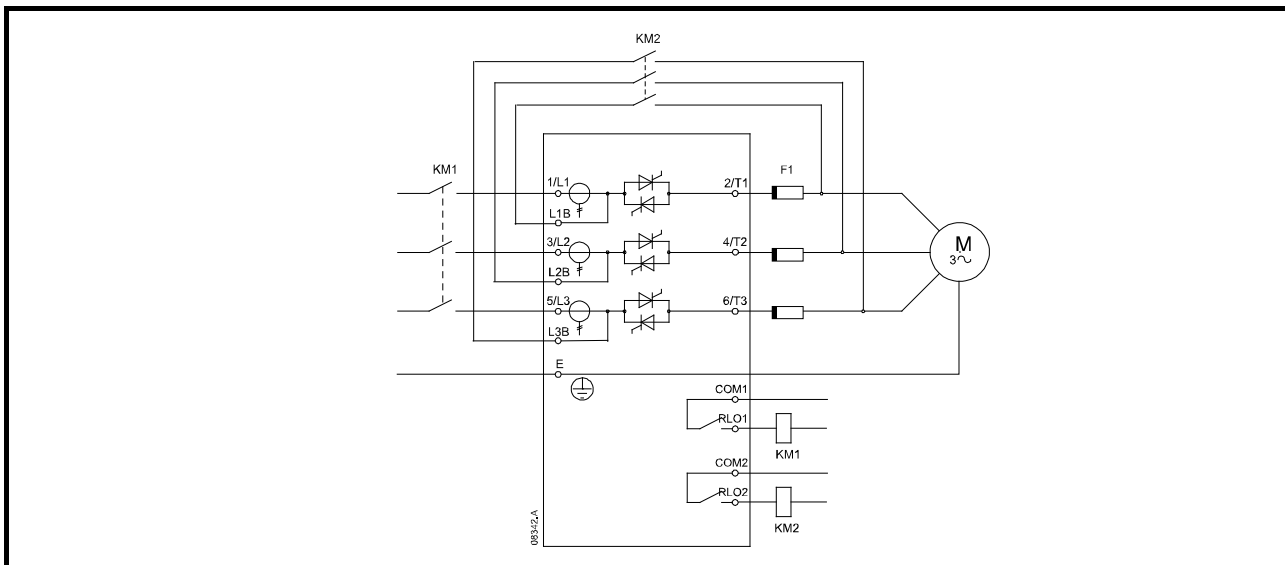 KM2
KM1
F1
1/L1
2/T1
L1B
3/L2
4/T2
M
3
L2B
5/L3
6/T3
L3B
E
COM1
RLO1
KM1
COM2
RLO2
KM2
08342.A